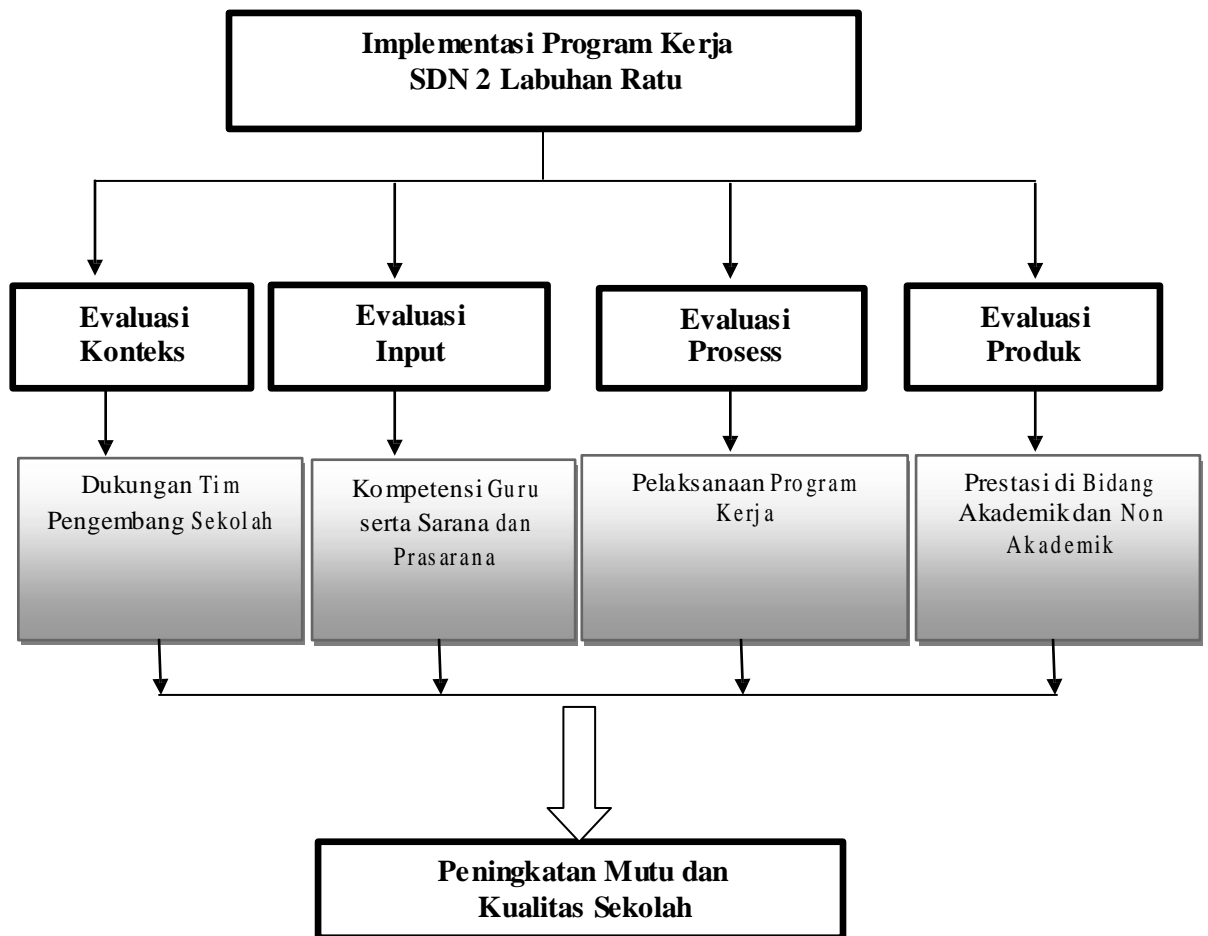 Implementasi Program Kerja
SDN 2 Labuhan Ratu
Evaluasi
Konteks
Evaluasi
Input
Evaluasi
Prosess
Evaluasi
Produk
Dukungan Tim
Pengembang Sekolah
Kompetensi Guru
serta Sarana dan
Prasarana
Pelaksanaan Program
Kerja
Prestasi di Bidang
Akademik dan Non
Akademik
Peningkatan Mutu dan
Kualitas Sekolah